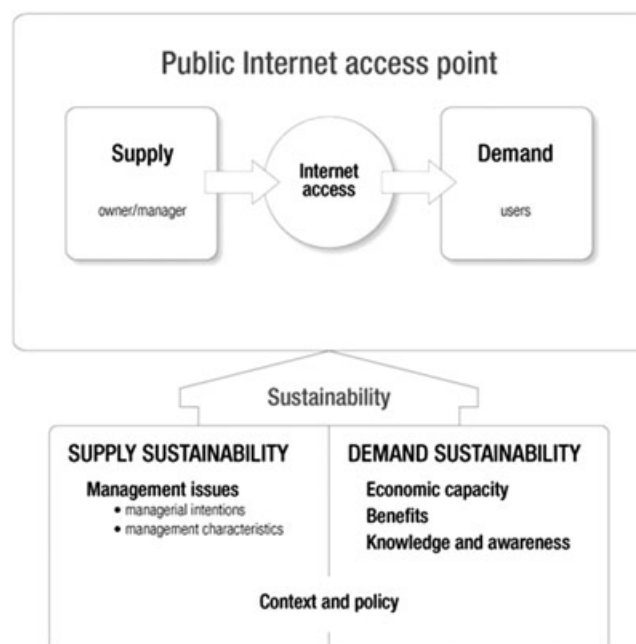 Public Internet access point
Supply
owner/manager
Internet
access
Demand
users
Sustainability
SUPPLY SUSTAINABILITY
Management issues
• managerial intentions
• management characteristics
DEMAND SUSTAINABILITY
Economic capacity
Benefits
Knowledge and awareness
Context and policy